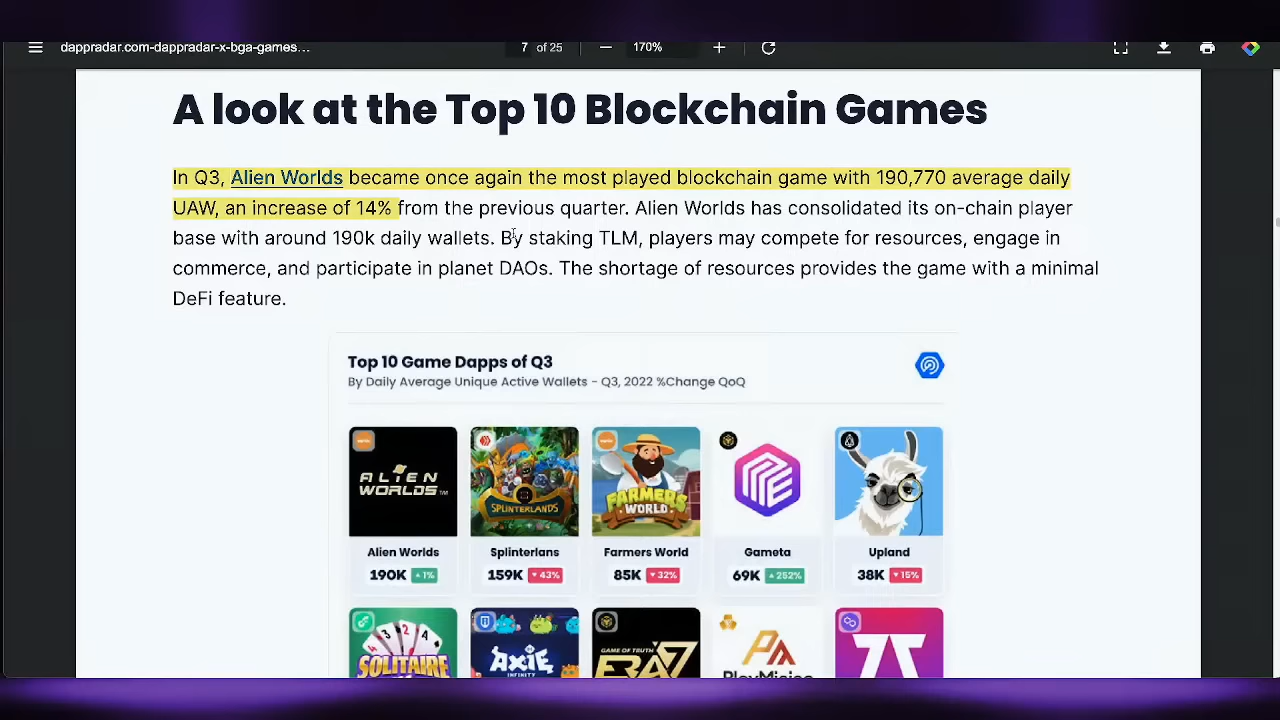 dappradar.com-dappradar-x-bga-games...
7 of 25
170%
A look at the Top 10 Blockchain Games
In Q3, Alien Worlds became once again the most played blockchain game with 190,770 average daily
UAW, an increase of 14% from the previous quarter. Alien Worlds has consolidated its on-chain player
base with around 190k daily wallets. By staking TLM, players may compete for resources, engage in
commerce, and participate in planet DAOs. The shortage of resources provides the game with a minimal
DeFi feature.
Top 10 Game Dapps of Q3
By Daily Average Unique Active Wallets - Q3, 2022 %Change QoQ
ALIEN
WORLDS™
SPLINTERLANDS
FARMERS
WORLD
Alien Worlds
Splinterlans
Farmers World
Gameta
Upland
190K 1%
159K 43%
85K 32%
69K 252%
38K 15%
SOLITAIRE
AXIE
INFINITY
GAME OF TRUTH
ERA7
PlayMining